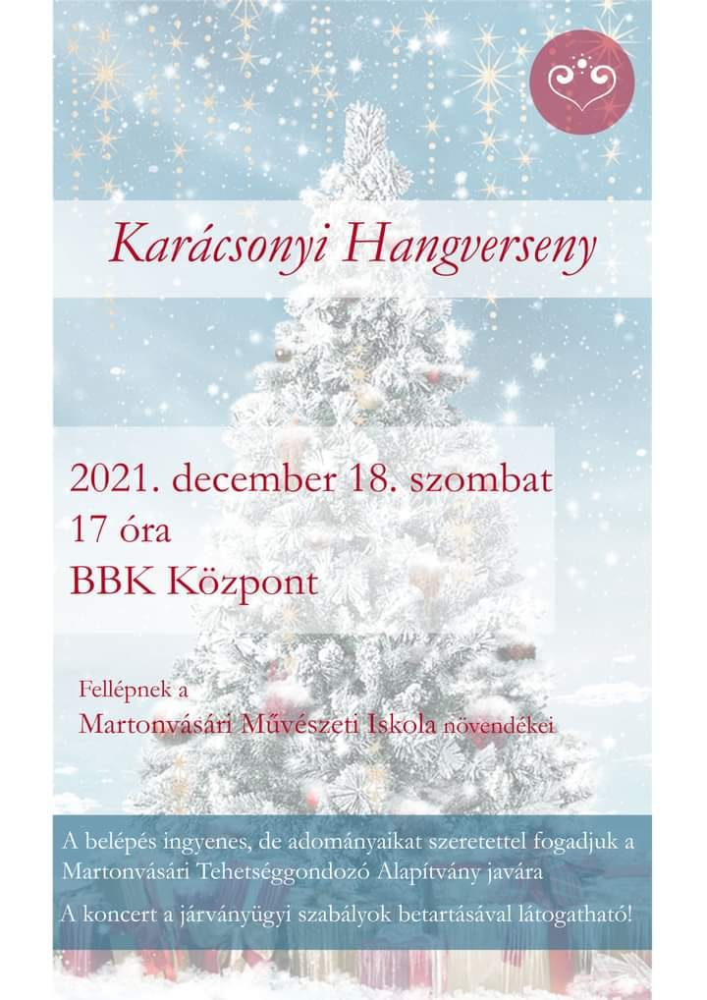 Karácsonyi Hangverseny
2021. december 18. szombat
17 óra
BBK Központ
Fellépnek a
Martonvásári Művészeti Iskola növendékei
A belépés ingyenes, de adományaikat szeretettel fogadjuk a
Martonvásári Tehetséggondozó Alapítvány javára
A koncert a járványügyi szabályok betartásával látogatható!